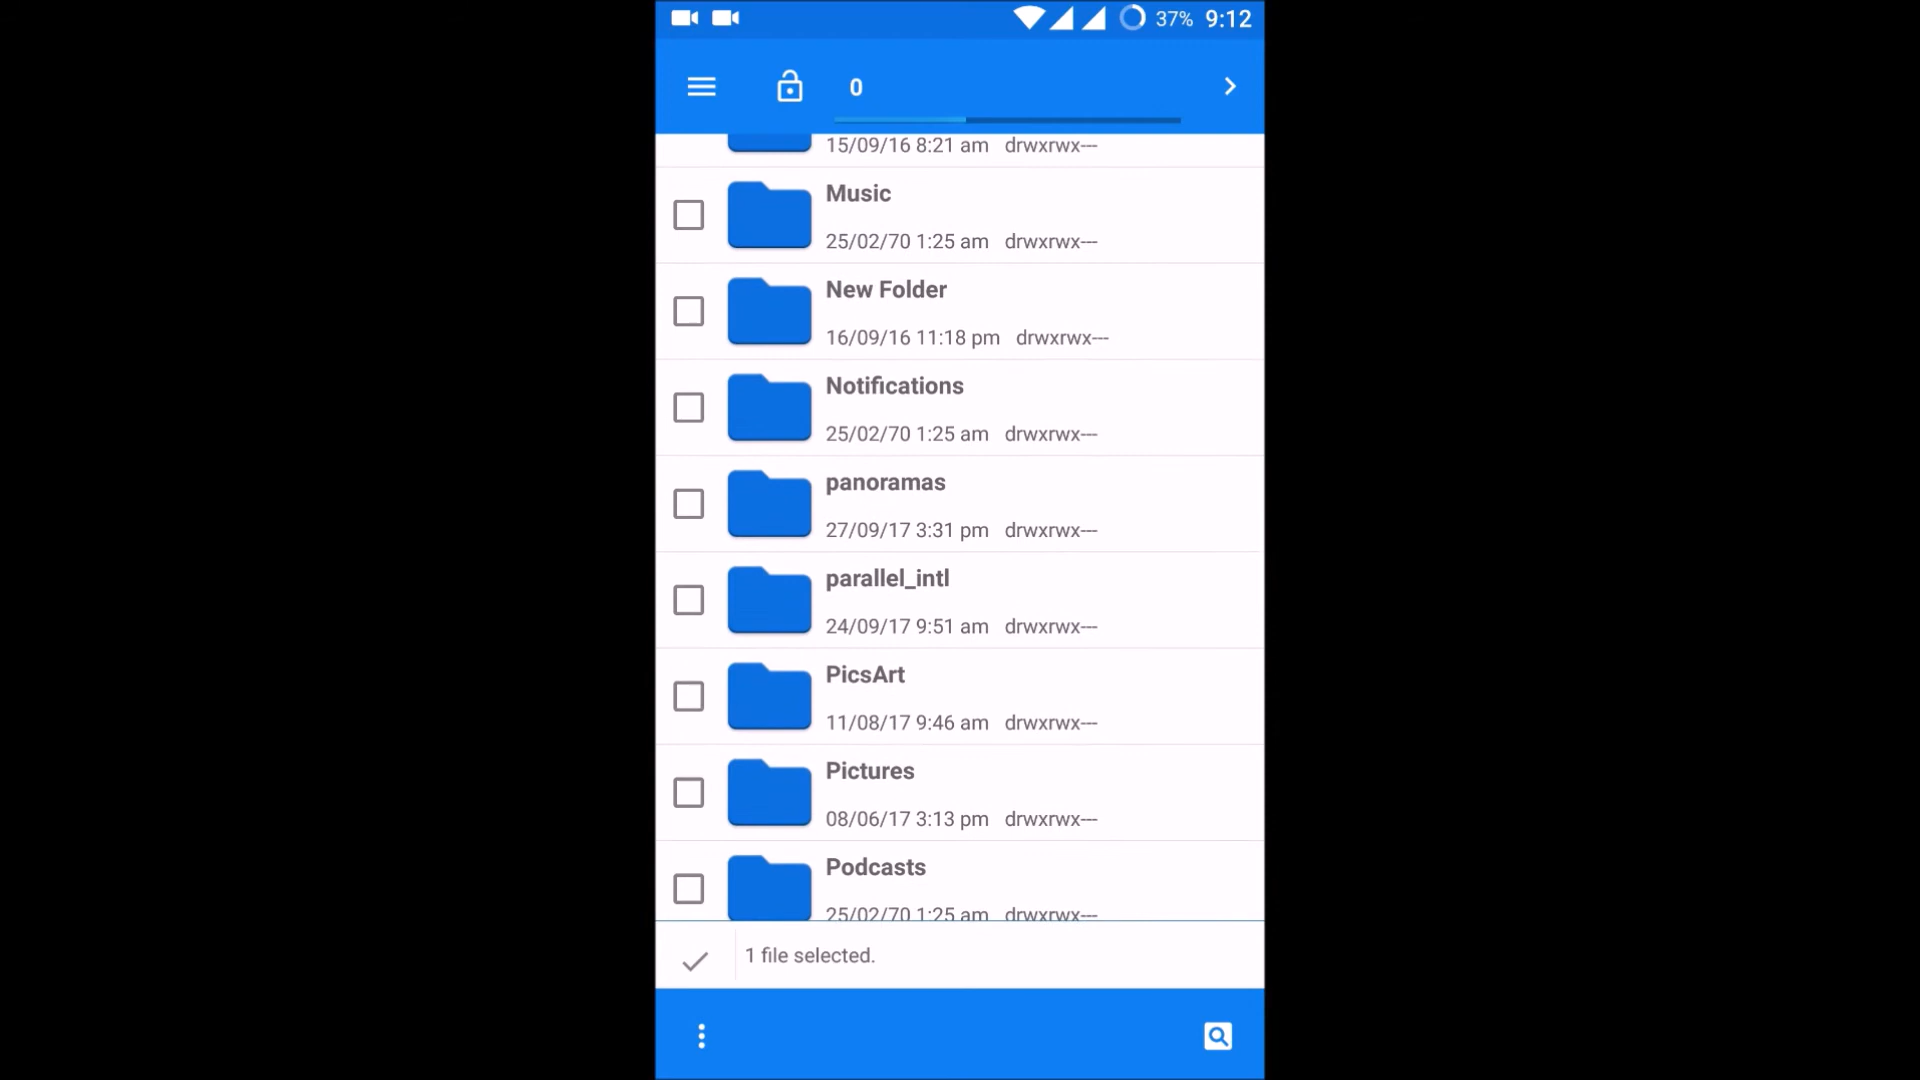 37% 9:12
0
15/09/16 8:21 am drwxrwx---
Music
25/02/70 1:25 am drwxrwx---
New Folder
16/09/16 11:18 pm drwxrwx---
Notifications
25/02/70 1:25 am drwxrwx---
panoramas
27/09/17 3:31 pm drwxrwx---
parallel_intl
24/09/17 9:51 am drwxrwx---
PicsArt
11/08/17 9:46 am drwxrwx---
Pictures
08/06/17 3:13 pm drwxrwx---
Podcasts
25/02/70 1:25 am drwxrwx---
1 file selected.